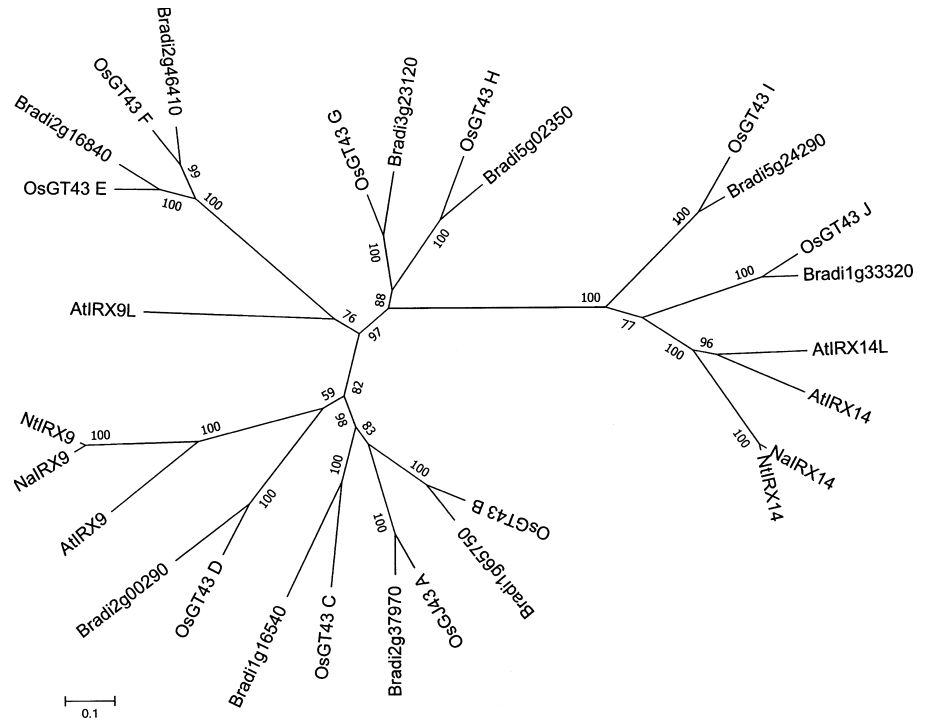 Bradi2g46410
OsGT43 F
Bradi2g16840
OsGT43 E
99
100
100
OsGT43 G
Bradi3g23120
OsGT43 H
Bradi5g02350
100
100
88
OsGT43 I
Bradi5g24290
100
OsGT43 J
Bradi1g33320
100
100
77
AtIRX9L
76
97
96
100
AtIRX14L
AtIRX14
100
NaIRX14
NtIRX14
82
59
98
83
NtIRX9
100
NaIRX9
100
AtIRX9
100
Bradi2g00290
OsGT43 D
100
Bradi1g16540
OsGT43 C
100
Bradi2g37970
OsGJ43 A
100
OsGT43 B
Bradi1g65750
0.1